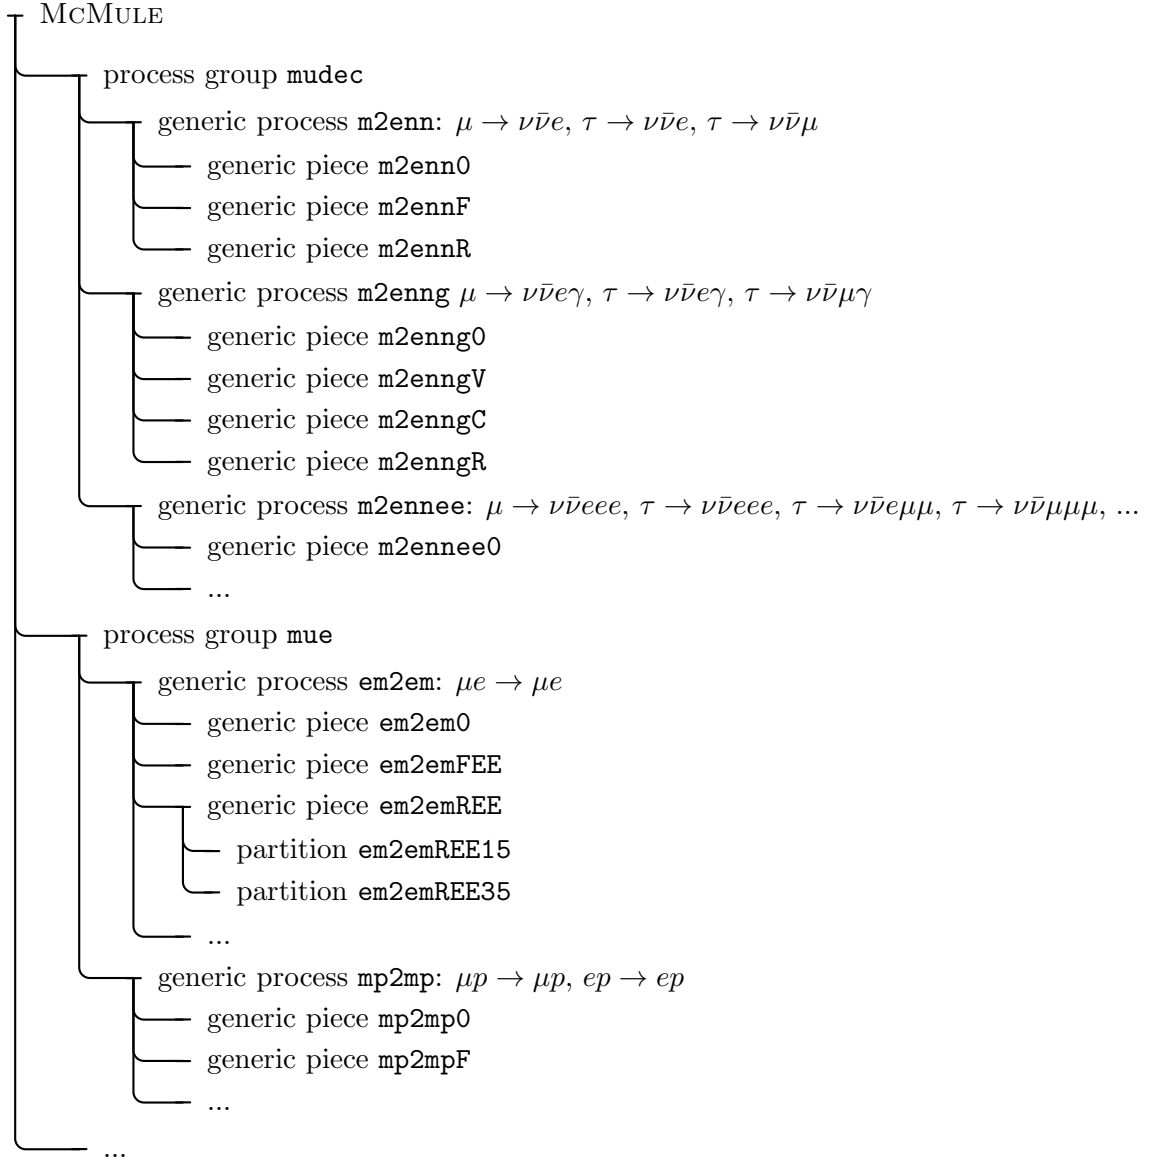 McMule
process group mudec
generic process m2enn: μ → νν̄e, τ → νν̄e, τ → νν̄μ
generic piece m2enn0
generic piece m2ennF
generic piece m2ennR
generic process m2enng μ → νν̄eγ, τ → νν̄eγ, τ → νν̄μγ
generic piece m2enng0
generic piece m2enngV
generic piece m2enngC
generic piece m2enngR
generic process m2ennee: μ → νν̄eee, τ → νν̄eee, τ → νν̄eμμ, τ → νν̄μμμ, ...
generic piece m2ennee0
...
process group mue
generic process em2em: μe → μe
generic piece em2em0
generic piece em2emFEE
generic piece em2emREE
partition em2emREE15
partition em2emREE35
...
generic process mp2mp: μp → μp, ep → ep
generic piece mp2mp0
generic piece mp2mpF
...
...